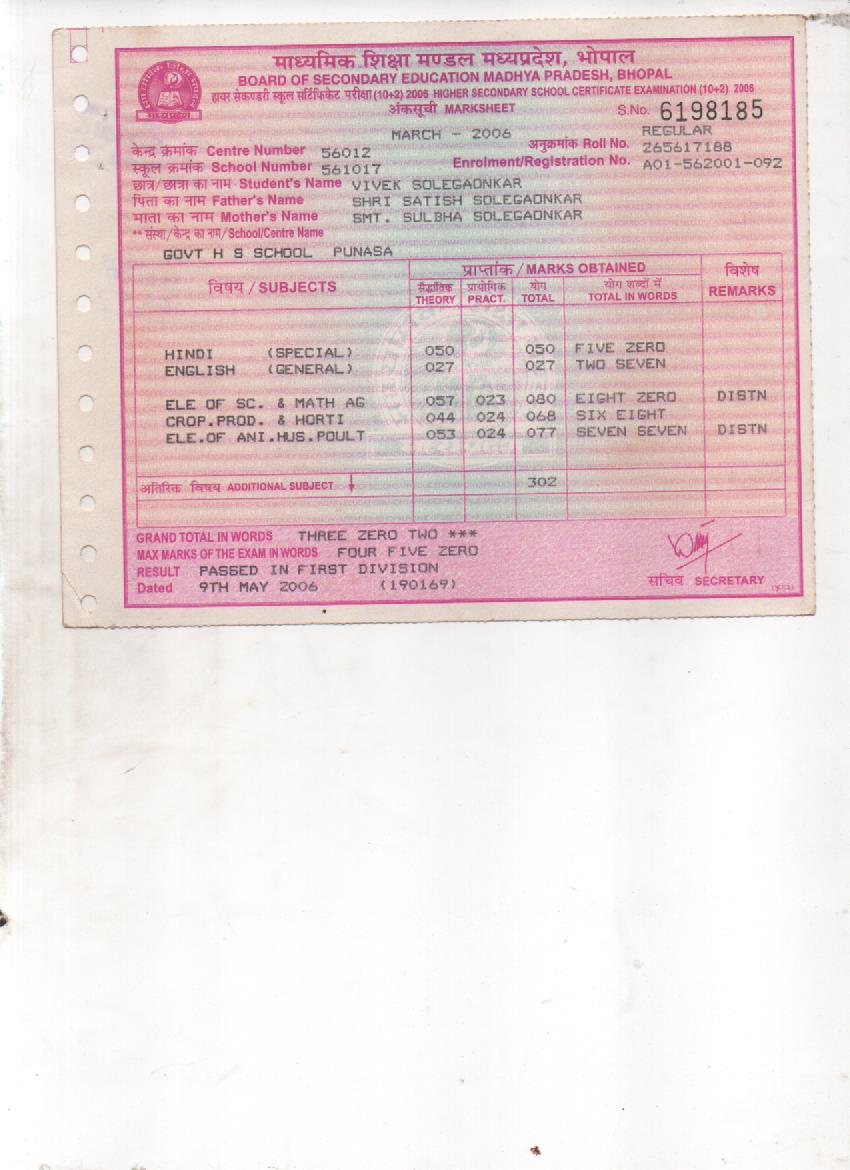 माध्यमिक शिक्षा मण्डल मध्यप्रदेश, भोपाल
BOARD OF SECONDARY EDUCATION MADHYA PRADESH, BHOPAL
हायर सेकण्डरी स्कूल सर्टिफिकेट परीक्षा (10+2) 2006 HIGHER SECONDARY SCHOOL CERTIFICATE EXAMINATION (10+2) 2006
अंकसूची MARKSHEET S.No. 6198185
MARCH - 2006 REGULAR
केन्द्र क्रमांक Centre Number 56012 अनुक्रमांक Roll No. 265617188
स्कूल क्रमांक School Number 561017 Enrolment/Registration No. A01-562001-092
छात्र/छात्रा का नाम Student's Name VIVEK SOLEGAONKAR
पिता का नाम Father's Name SHRI SATISH SOLEGAONKAR
माता का नाम Mother's Name SMT. SULBHA SOLEGAONKAR
** संस्था/केन्द्र का नाम/School/Centre Name
GOVT H S SCHOOL PUNASA
विषय / SUBJECTS प्राप्तांक / MARKS OBTAINED विशेष REMARKS
सैद्धांतिक THEORY प्रायोगिक PRACT. योग TOTAL योग शब्दों में TOTAL IN WORDS
HINDI (SPECIAL) 050 050 FIVE ZERO
ENGLISH (GENERAL) 027 027 TWO SEVEN
ELE OF SC. & MATH AG 057 023 080 EIGHT ZERO DISTN
CROP.PROD. & HORTI 044 024 068 SIX EIGHT
ELE.OF ANI.HUS.POULT 053 024 077 SEVEN SEVEN DISTN
अतिरिक्त विषय ADDITIONAL SUBJECT 302
GRAND TOTAL IN WORDS THREE ZERO TWO ***
MAX MARKS OF THE EXAM IN WORDS FOUR FIVE ZERO
RESULT PASSED IN FIRST DIVISION
Dated 9TH MAY 2006 (190169)
सचिव SECRETARY